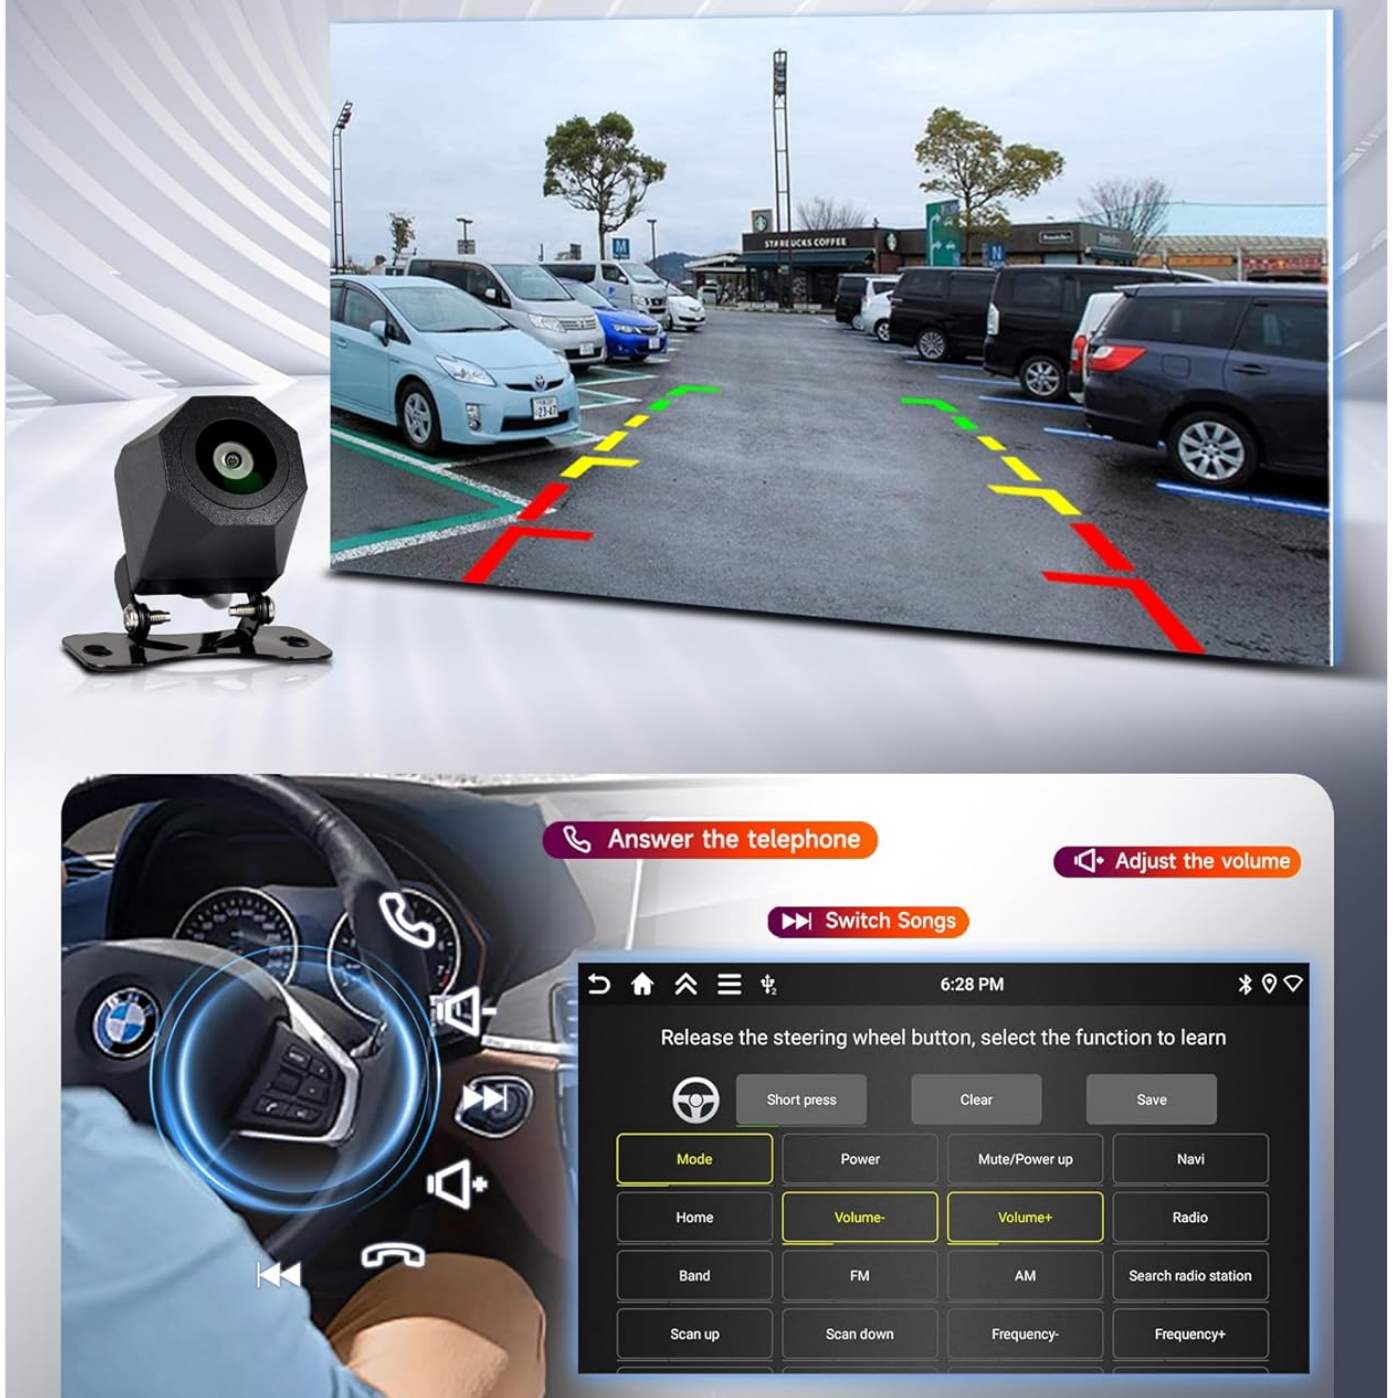 STARBUCKS COFFEE
M
N
23-47
Answer the telephone
Adjust the volume
Switch Songs
6:28 PM
Release the steering wheel button, select the function to learn
Short press
Clear
Save
Mode
Power
Mute/Power up
Navi
Home
Volume-
Volume+
Radio
Band
FM
AM
Search radio station
Scan up
Scan down
Frequency-
Frequency+